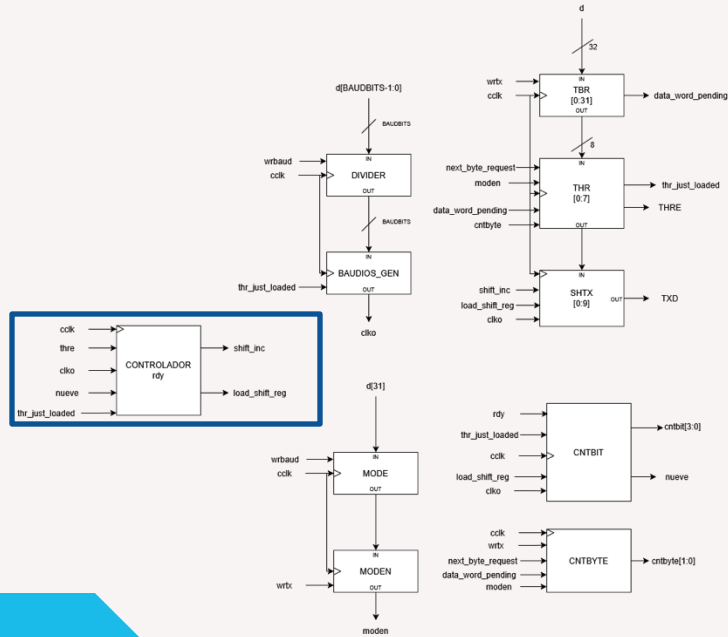 d[BAUDBITS-1:0]
BAUDBITS
wrbaud
cclk
IN
DIVIDER
OUT
BAUDBITS
IN
BAUDIOS_GEN
OUT
thr_just_loaded
clko
d
32
wrtx
cclk
IN
TBR
[0:31]
OUT
data_word_pending
8
next_byte_request
moden
data_word_pending
cntbyte
IN
THR
[0:7]
OUT
thr_just_loaded
THRE
shift_inc
load_shift_reg
clko
IN
SHTX
[0:9]
OUT
TXD
cclk
thre
clko
nueve
thr_just_loaded
CONTROLADOR
rdy
shift_inc
load_shift_reg
d[31]
wrbaud
cclk
IN
MODE
OUT
IN
MODEN
OUT
wrtx
moden
rdy
thr_just_loaded
cclk
load_shift_reg
clko
CNTBIT
cntbit[3:0]
nueve
cclk
wrtx
next_byte_request
data_word_pending
moden
CNTBYTE
cntbyte[1:0]